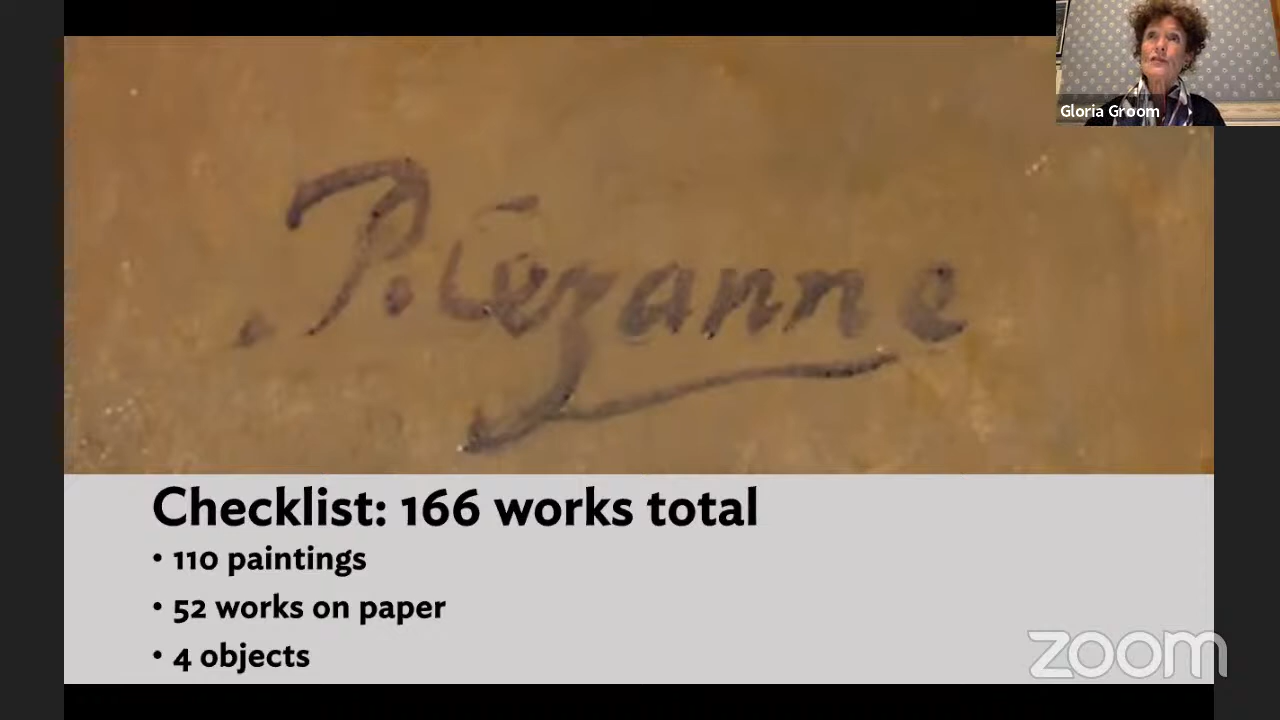 Gloria Groom
P. Cézanne
Checklist: 166 works total
• 110 paintings
• 52 works on paper
• 4 objects
zoom